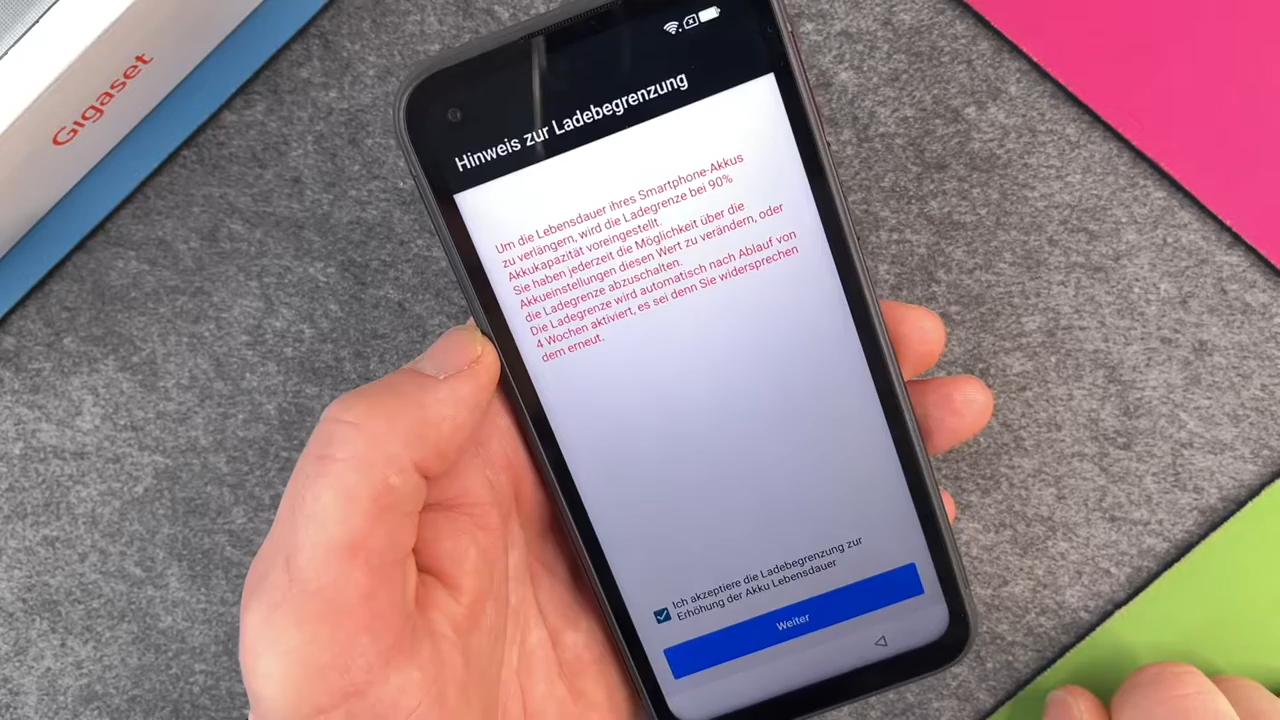 Gigaset
Hinweis zur Ladebegrenzung
Um die Lebensdauer ihres Smartphone-Akkus
zu verlängern, wird die Ladegrenze bei 90%
Akkukapazität voreingestellt.
Sie haben jederzeit die Möglichkeit über die
Akkueinstellungen diesen Wert zu verändern, oder
die Ladegrenze abzuschalten.
Die Ladegrenze wird automatisch nach Ablauf von
4 Wochen aktiviert, es sei denn Sie widersprechen
dem erneut.
Ich akzeptiere die Ladebegrenzung zur
Erhöhung der Akku Lebensdauer
Weiter